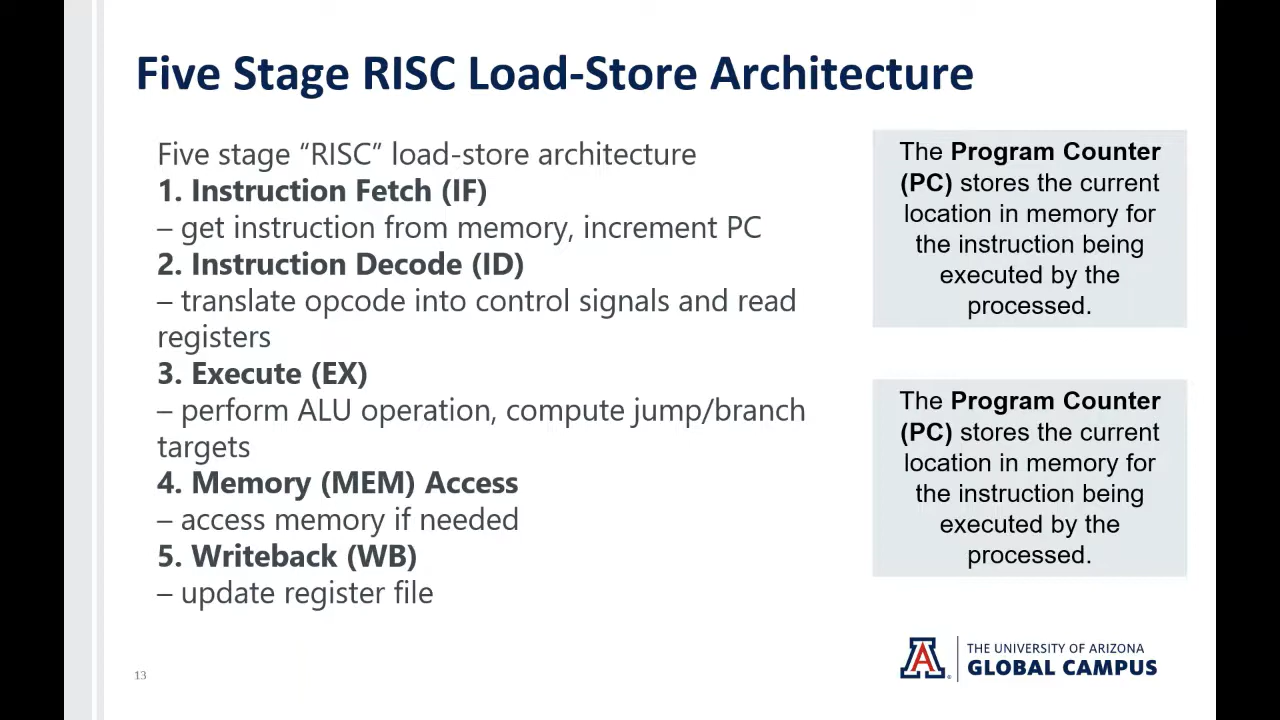 Five Stage RISC Load-Store Architecture
Five stage “RISC” load-store architecture
1. Instruction Fetch (IF)
– get instruction from memory, increment PC
2. Instruction Decode (ID)
– translate opcode into control signals and read
registers
3. Execute (EX)
– perform ALU operation, compute jump/branch
targets
4. Memory (MEM) Access
– access memory if needed
5. Writeback (WB)
– update register file
The Program Counter
(PC) stores the current
location in memory for
the instruction being
executed by the
processed.
The Program Counter
(PC) stores the current
location in memory for
the instruction being
executed by the
processed.
13
A
THE UNIVERSITY OF ARIZONA
GLOBAL CAMPUS